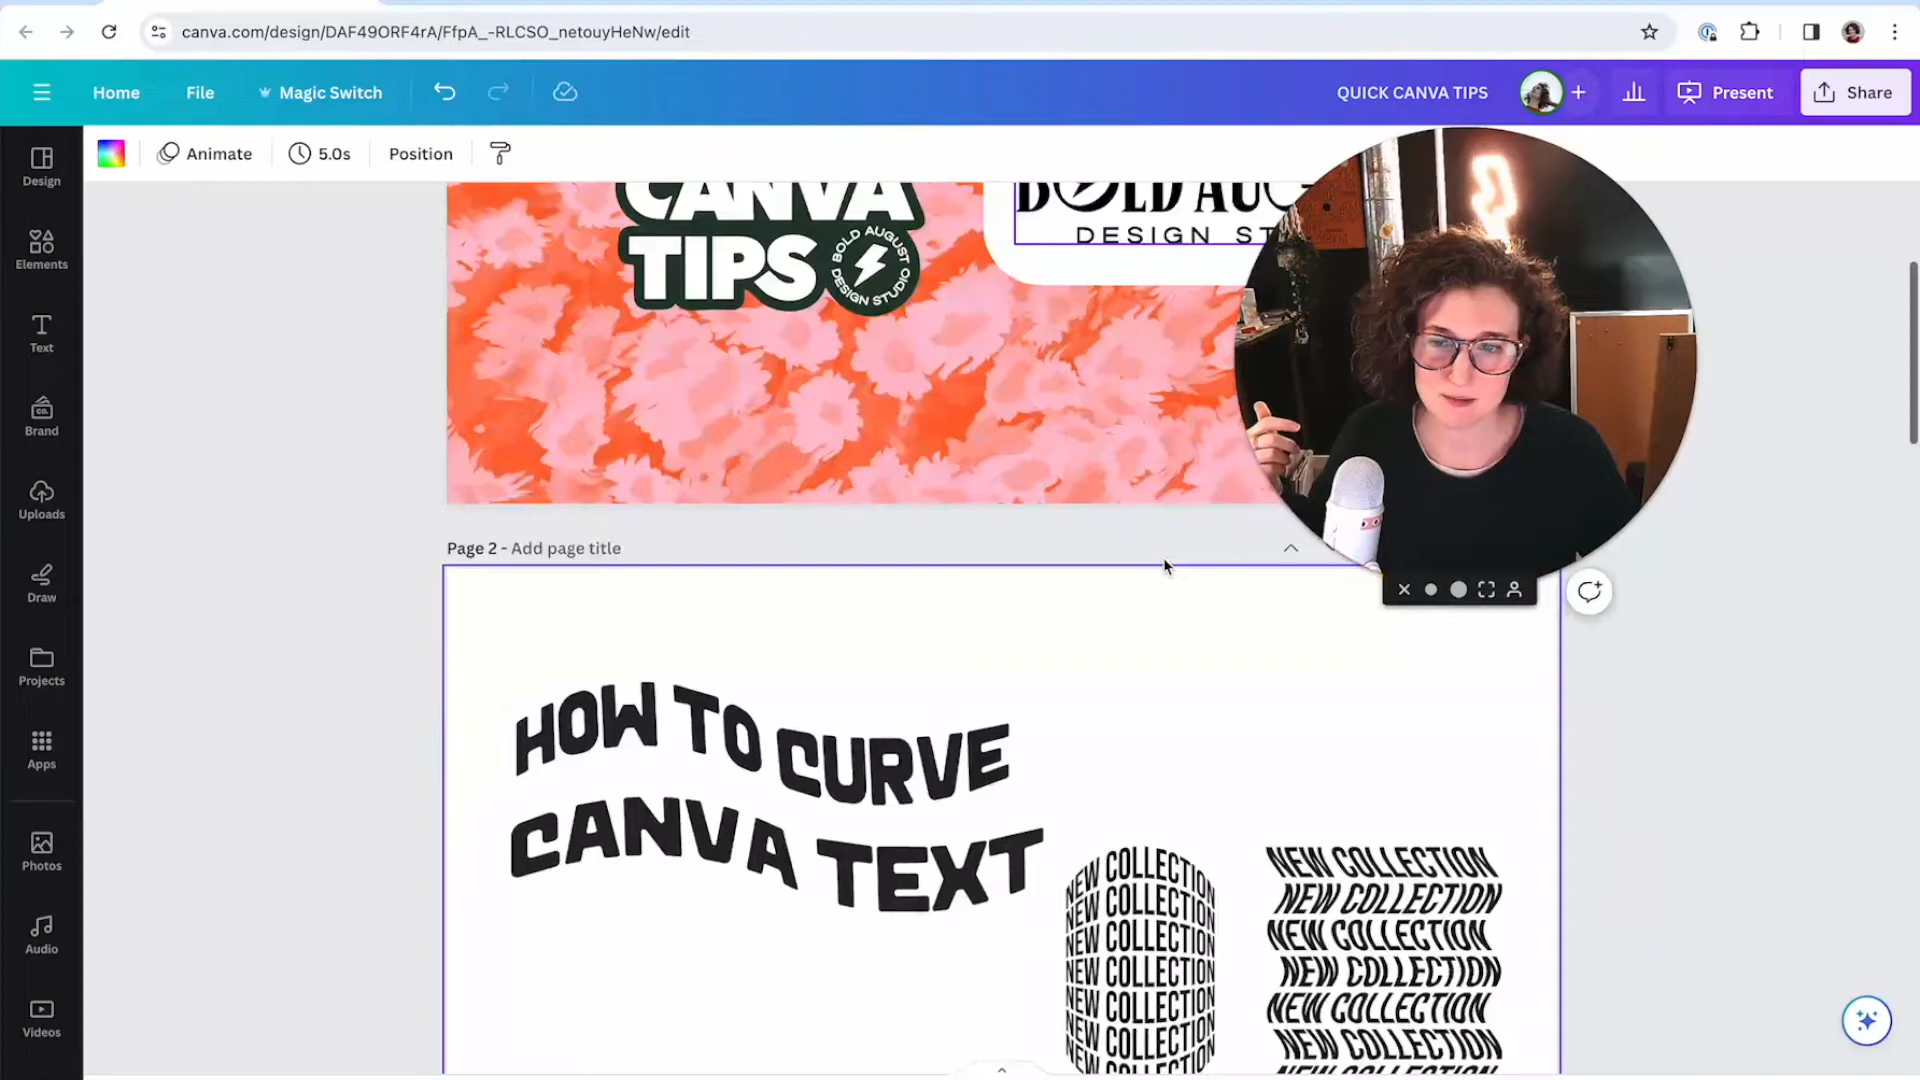 canva.com/design/DAF49ORF4rA/FfpA_-RLCSO_netouyHeNw/edit
Home File Magic Switch QUICK CANVA TIPS Present Share
Animate 5.0s Position
Design
Elements
Text
Brand
Uploads
Draw
Projects
Apps
Photos
Audio
Videos
CANVA
TIPS
BOLD AUGUST
DESIGN STUDIO
BOLD AUG
DESIGN ST
Page 2 - Add page title
HOW TO CURVE
CANVA TEXT
NEW COLLECTION
NEW COLLECTION
NEW COLLECTION
NEW COLLECTION
NEW COLLECTION
NEW COLLECTION
NEW COLLECTION
NEW COLLECTION
NEW COLLECTION
NEW COLLECTION
NEW COLLECTION
NEW COLLECTION